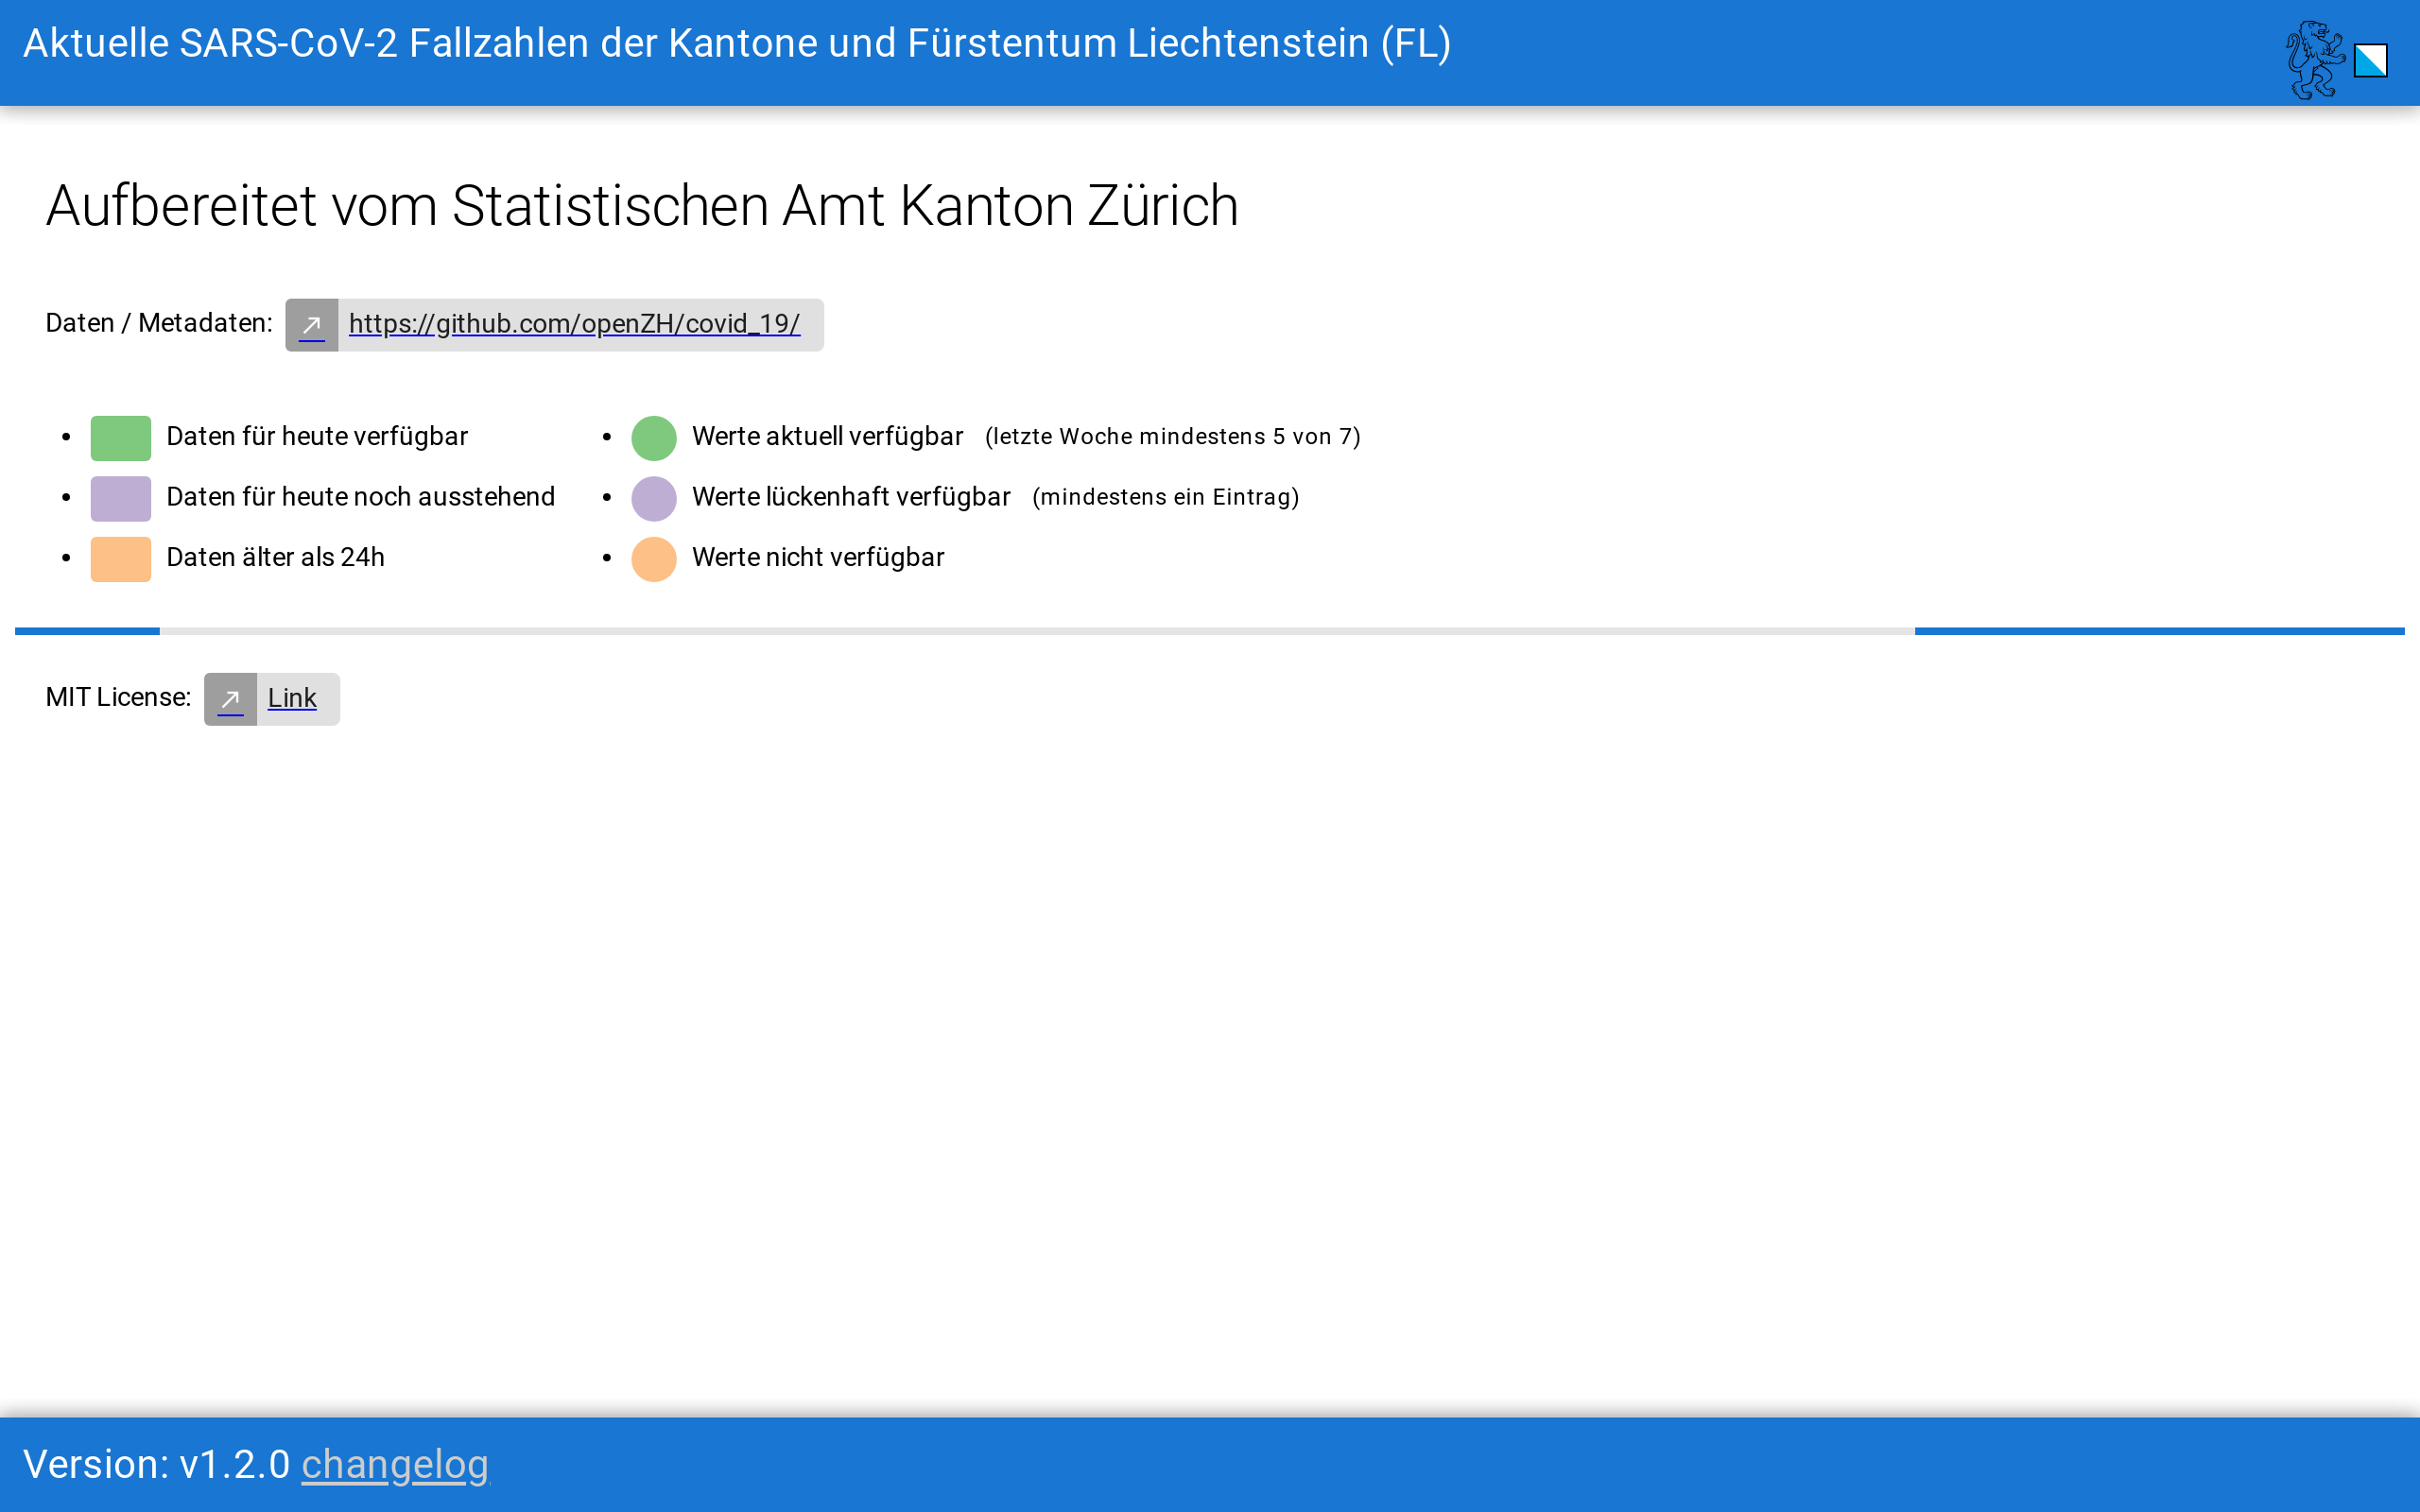 Aktuelle SARS-CoV-2 Fallzahlen der Kantone und Fürstentum Liechtenstein (FL)
Aufbereitet vom Statistischen Amt Kanton Zürich
Daten / Metadaten: https://github.com/openZH/covid_19/
Daten für heute verfügbar
Daten für heute noch ausstehend
Daten älter als 24h
Werte aktuell verfügbar (letzte Woche mindestens 5 von 7)
Werte lückenhaft verfügbar (mindestens ein Eintrag)
Werte nicht verfügbar
MIT License: Link
Version: v1.2.0 changelog